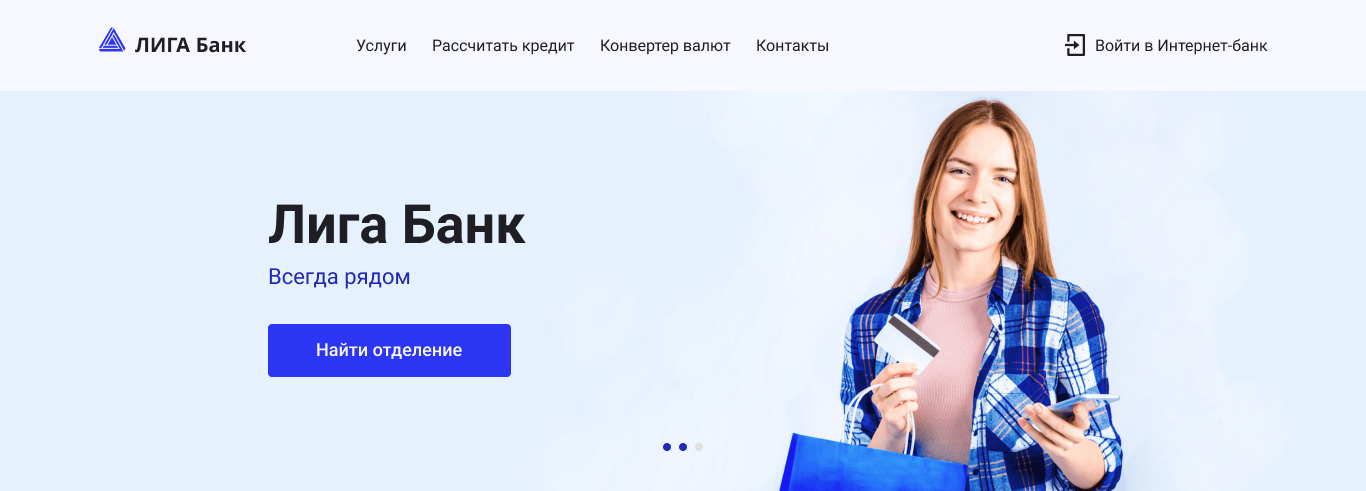 ЛИГА Банк
Услуги Рассчитать кредит Конвертер валют Контакты
Войти в Интернет-банк
Лига Банк
Всегда рядом
Найти отделение